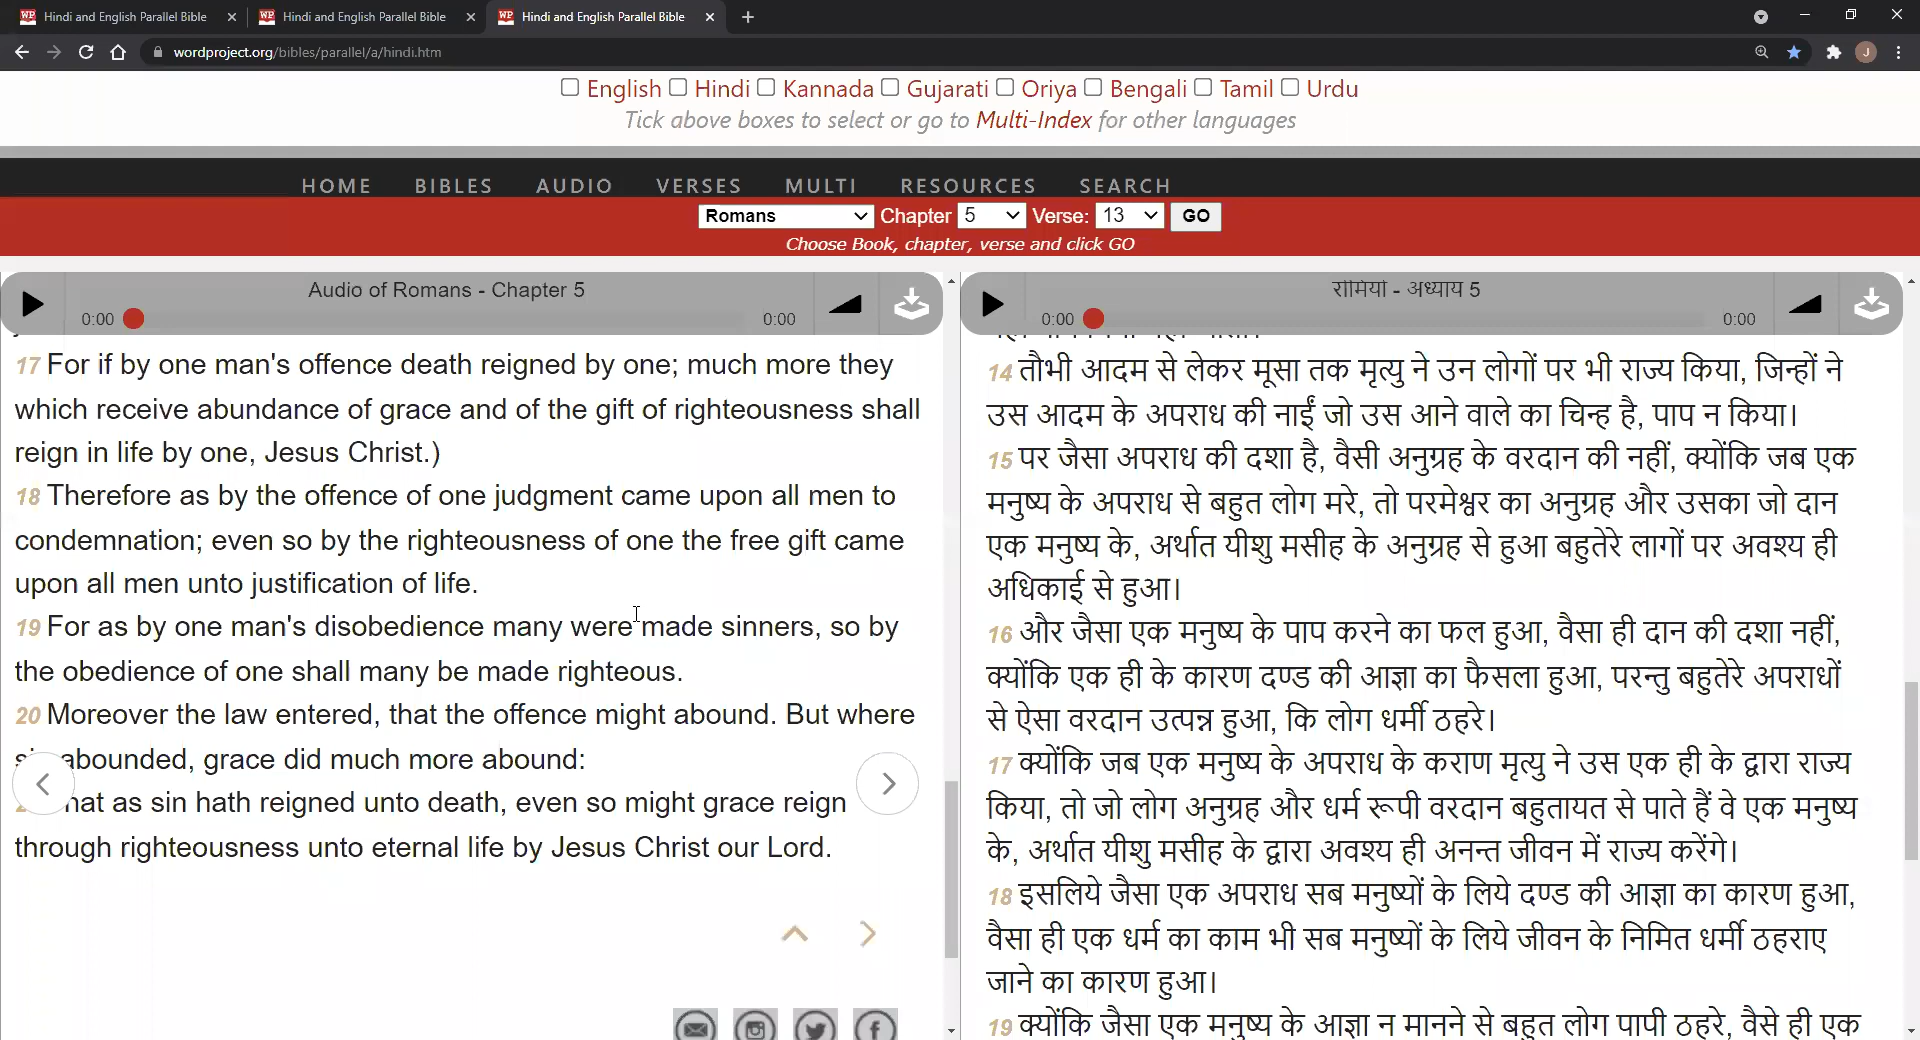 Hindi and English Parallel Bible
Hindi and English Parallel Bible
Hindi and English Parallel Bible
wordproject.org/bibles/parallel/a/hindi.htm
J
English Hindi Kannada Gujarati Oriya Bengali Tamil Urdu
Tick above boxes to select or go to Multi-Index for other languages
HOME BIBLES AUDIO VERSES MULTI RESOURCES SEARCH
Romans Chapter 5 Verse: 13 GO
Choose Book, chapter, verse and click GO
Audio of Romans - Chapter 5
0:00 0:00
17 For if by one man's offence death reigned by one; much more they
which receive abundance of grace and of the gift of righteousness shall
reign in life by one, Jesus Christ.)
18 Therefore as by the offence of one judgment came upon all men to
condemnation; even so by the righteousness of one the free gift came
upon all men unto justification of life.
19 For as by one man's disobedience many were made sinners, so by
the obedience of one shall many be made righteous.
20 Moreover the law entered, that the offence might abound. But where
abounded, grace did much more abound:
hat as sin hath reigned unto death, even so might grace reign
through righteousness unto eternal life by Jesus Christ our Lord.
रोमियो - अध्याय 5
0:00 0:00
14 तौभी आदम से लेकर मूसा तक मृत्यु ने उन लोगों पर भी राज्य किया, जिन्हों ने
उस आदम के अपराध की नाईं जो उस आने वाले का चिन्ह है, पाप न किया।
15 पर जैसा अपराध की दशा है, वैसी अनुग्रह के वरदान की नहीं, क्योंकि जब एक
मनुष्य के अपराध से बहुत लोग मरे, तो परमेश्वर का अनुग्रह और उसका जो दान
एक मनुष्य के, अर्थात यीशु मसीह के अनुग्रह से हुआ बहुतेरे लागों पर अवश्य ही
अधिकाई से हुआ।
16 और जैसा एक मनुष्य के पाप करने का फल हुआ, वैसा ही दान की दशा नहीं,
क्योंकि एक ही के कारण दण्ड की आज्ञा का फैसला हुआ, परन्तु बहुतेरे अपराधों
से ऐसा वरदान उत्पन्न हुआ, कि लोग धर्मी ठहरे।
17 क्योंकि जब एक मनुष्य के अपराध के कराण मृत्यु ने उस एक ही के द्वारा राज्य
किया, तो जो लोग अनुग्रह और धर्म रूपी वरदान बहुतायत से पाते हैं वे एक मनुष्य
के, अर्थात यीशु मसीह के द्वारा अवश्य ही अनन्त जीवन में राज्य करेंगे।
18 इसलिये जैसा एक अपराध सब मनुष्यों के लिये दण्ड की आज्ञा का कारण हुआ,
वैसा ही एक धर्म का काम भी सब मनुष्यों के लिये जीवन के निमित धर्मी ठहराए
जाने का कारण हुआ।
19 क्योंकि जैसा एक मनुष्य के आज्ञा न मानने से बहुत लोग पापी ठहरे, वैसे ही एक